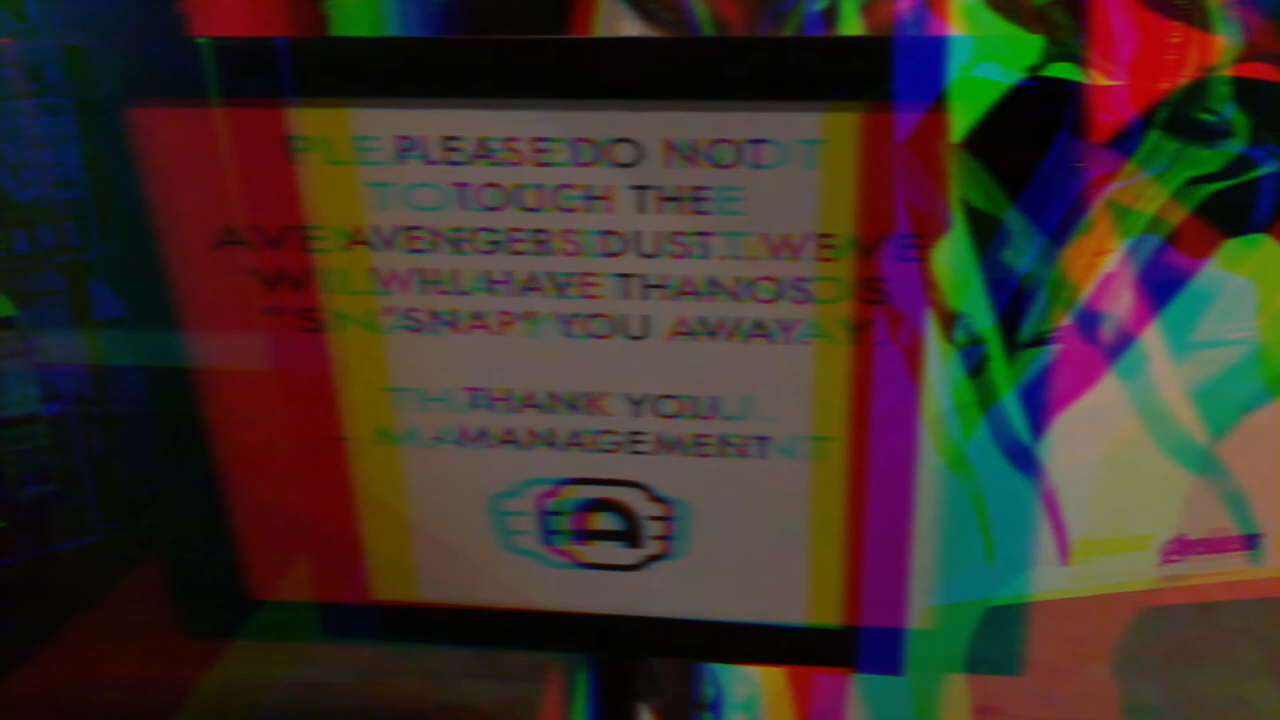 PLEASE DO NOT
TOUCH THE
AVENGERS DUST... WE
WILL HAVE THANOS
"SNAP" YOU AWAY
THANK YOU...
- MANAGEMENT